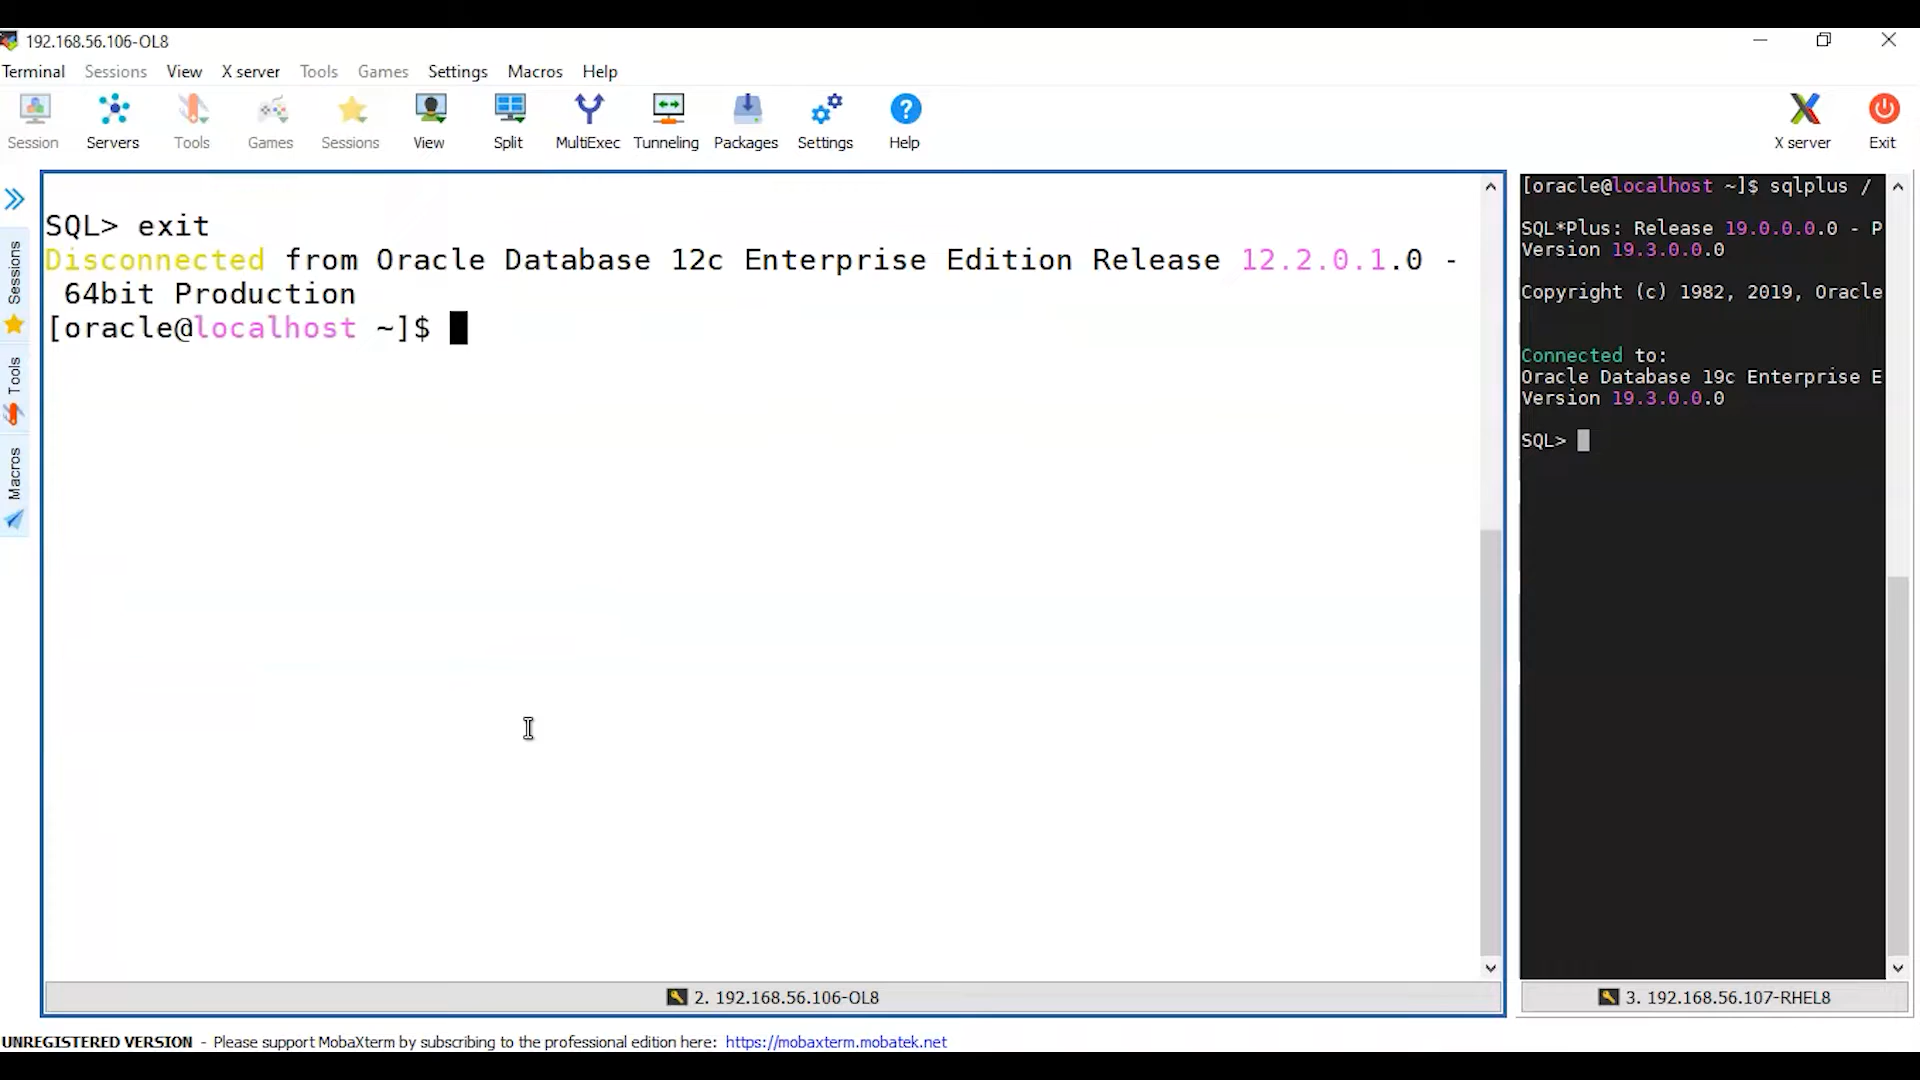 192.168.56.106-OL8
Terminal Sessions View X server Tools Games Settings Macros Help
Session Servers Tools Games Sessions View Split MultiExec Tunneling Packages Settings Help X server Exit
Sessions
Tools
Macros
SQL> exit
Disconnected from Oracle Database 12c Enterprise Edition Release 12.2.0.1.0 -
64bit Production
[oracle@localhost ~]$
2. 192.168.56.106-OL8
[oracle@localhost ~]$ sqlplus /
SQL*Plus: Release 19.0.0.0.0 - P
Version 19.3.0.0.0
Copyright (c) 1982, 2019, Oracle
Connected to:
Oracle Database 19c Enterprise E
Version 19.3.0.0.0
SQL>
3. 192.168.56.107-RHEL8
UNREGISTERED VERSION - Please support MobaXterm by subscribing to the professional edition here: https://mobaxterm.mobatek.net